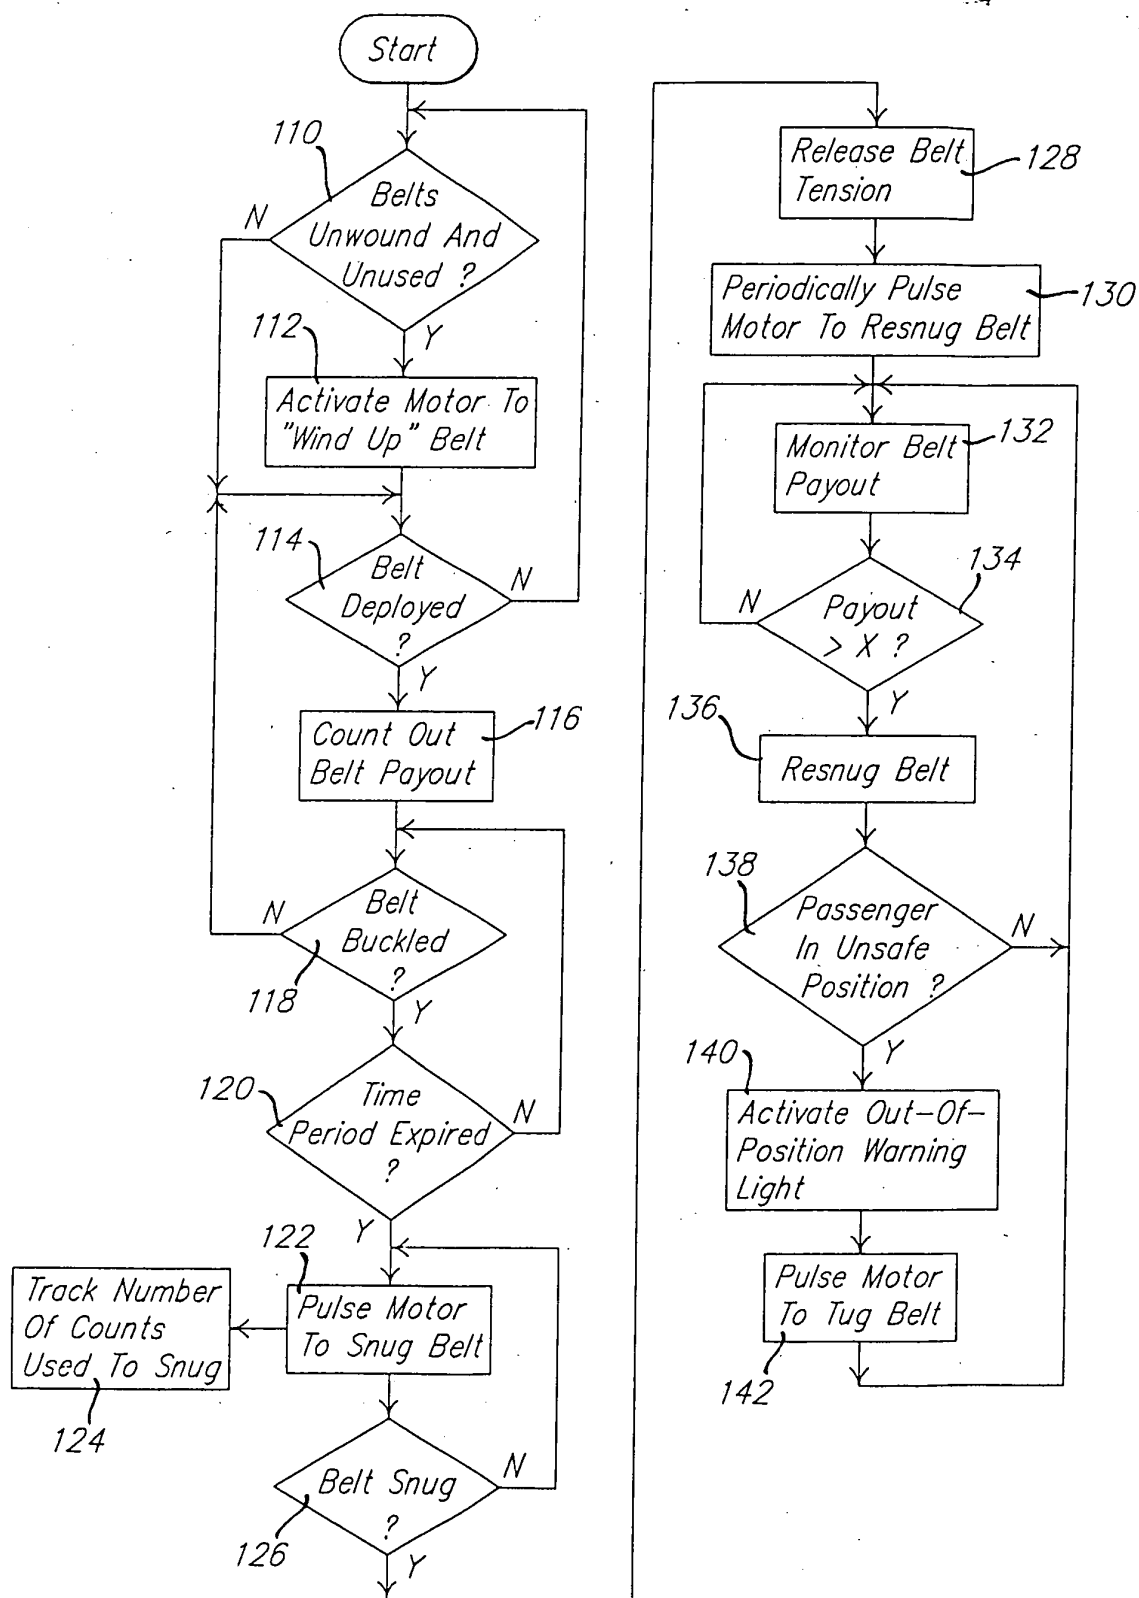 Start
110
Belts
Unwound And
Unused ?
N
Y
112
Activate Motor To
"Wind Up" Belt
114
Belt
Deployed
?
N
Y
Count Out
Belt Payout
116
Belt
Buckled
?
N
118
Y
120
Time
Period Expired
?
N
Y
122
Pulse Motor
To Snug Belt
Track Number
Of Counts
Used To Snug
124
Belt Snug
?
N
126
Y
Release Belt
Tension
128
Periodically Pulse
Motor To Resnug Belt
130
Monitor Belt
Payout
132
134
Payout
> X ?
N
Y
136
Resnug Belt
138
Passenger
In Unsafe
Position ?
N
Y
140
Activate Out-Of-
Position Warning
Light
Pulse Motor
To Tug Belt
142